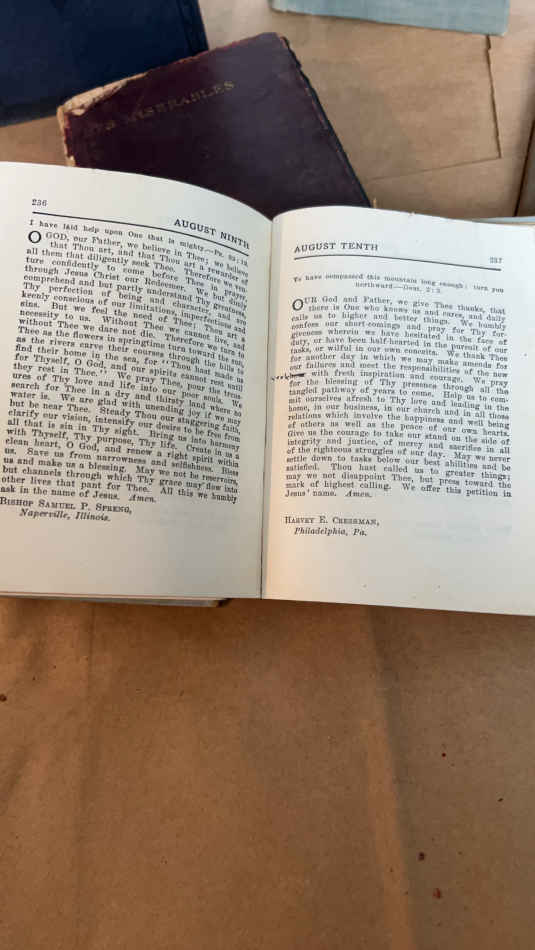 LES MISERABLES
236
AUGUST NINTH
I have laid help upon One that is mighty.—Ps. 89: 19.
O GOD, our Father, we believe in Thee; we believe
that Thou art, and that Thou art a rewarder of
all them that diligently seek Thee. Therefore we ven-
ture confidently to come before Thee in prayer,
through Jesus Christ our Redeemer. We but dimly
comprehend and but partly understand Thy greatness,
Thy perfection of being and character, and are
keenly conscious of our limitations, imperfections and
sins. But we feel the need of Thee; Thou art a
necessity to us. Without Thee we cannot live, and
without Thee we dare not die. Therefore we turn to
Thee as the flowers in springtime turn toward the sun,
as the rivers carve their courses through the hills to
find their home in the sea, for "Thou hast made us
for Thyself, O God, and our spirits cannot rest until
they rest in Thee." We pray Thee, pour the treas-
ures of Thy love and life into our poor souls. We
search for Thee in a dry and thirsty land where no
water is. We are glad with unending joy if we may
but be near Thee. Steady Thou our staggering faith,
clarify our vision, intensify our desire to be free from
all that is sin in Thy sight. Bring us into harmony
with Thyself, Thy purpose, Thy life. Create in us a
clean heart, O God, and renew a right spirit within
us. Save us from narrowness and selfishness. Bless
us and make us a blessing. May we not be reservoirs,
but channels through which Thy grace may flow into
other lives that pant for Thee. All this we humbly
ask in the name of Jesus. Amen.
BISHOP SAMUEL P. SPRENG,
Naperville, Illinois.
AUGUST TENTH
237
Ye have compassed this mountain long enough: turn you
northward—Deut. 2: 3.
OUR God and Father, we give Thee thanks, that
there is One who knows us and cares, and daily
calls us to higher and better things. We humbly
confess our short-comings and pray for Thy for-
giveness wherein we have hesitated in the face of
duty, or have been half-hearted in the pursuit of our
tasks, or wilful in our own conceits. We thank Thee
for another day in which we may make amends for
our failures and meet the responsibilities of the new
with fresh inspiration and courage. We pray
for the blessing of Thy presence through all the
tangled pathway of years to come. Help us to com-
mit ourselves afresh to Thy love and leading in the
home, in our business, in our church and in all those
relations which involve the happiness and well being
of others as well as the peace of our own hearts.
Give us the courage to take our stand on the side of
integrity and justice, of mercy and sacrifice in all
of the righteous struggles of our day. May we never
settle down to tasks below our best abilities and be
satisfied. Thou hast called us to greater things;
may we not disappoint Thee, but press toward the
mark of highest calling. We offer this petition in
Jesus' name. Amen.
HARVEY E. CRESSMAN,
Philadelphia, Pa.